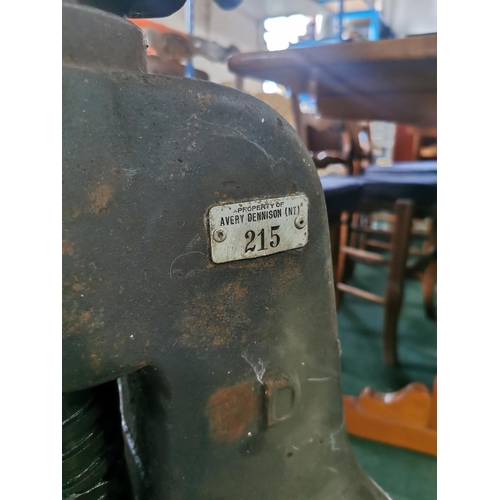 PROPERTY OF
AVERY DENNISON (NT)
215
D